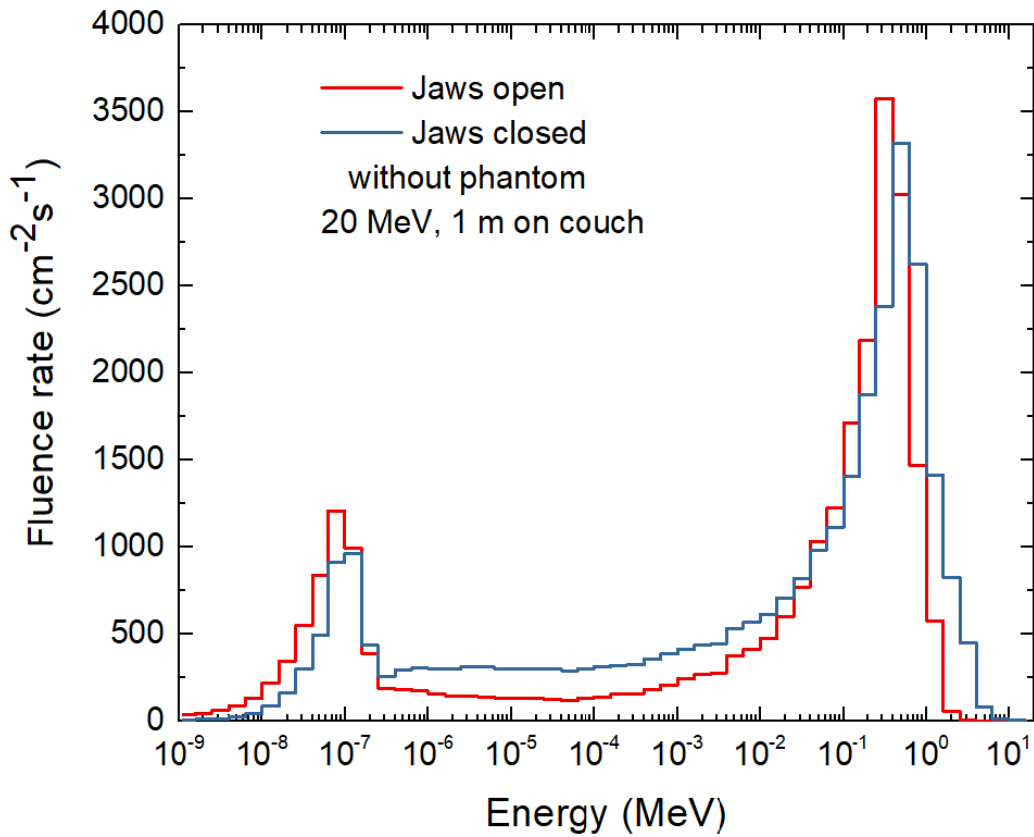 4000
3500
3000
2500
2000
1500
1000
500
0
Fluence rate (cm⁻²s⁻¹)
Jaws open
Jaws closed
without phantom
20 MeV, 1 m on couch
10⁻⁹ 10⁻⁸ 10⁻⁷ 10⁻⁶ 10⁻⁵ 10⁻⁴ 10⁻³ 10⁻² 10⁻¹ 10⁰ 10¹
Energy (MeV)